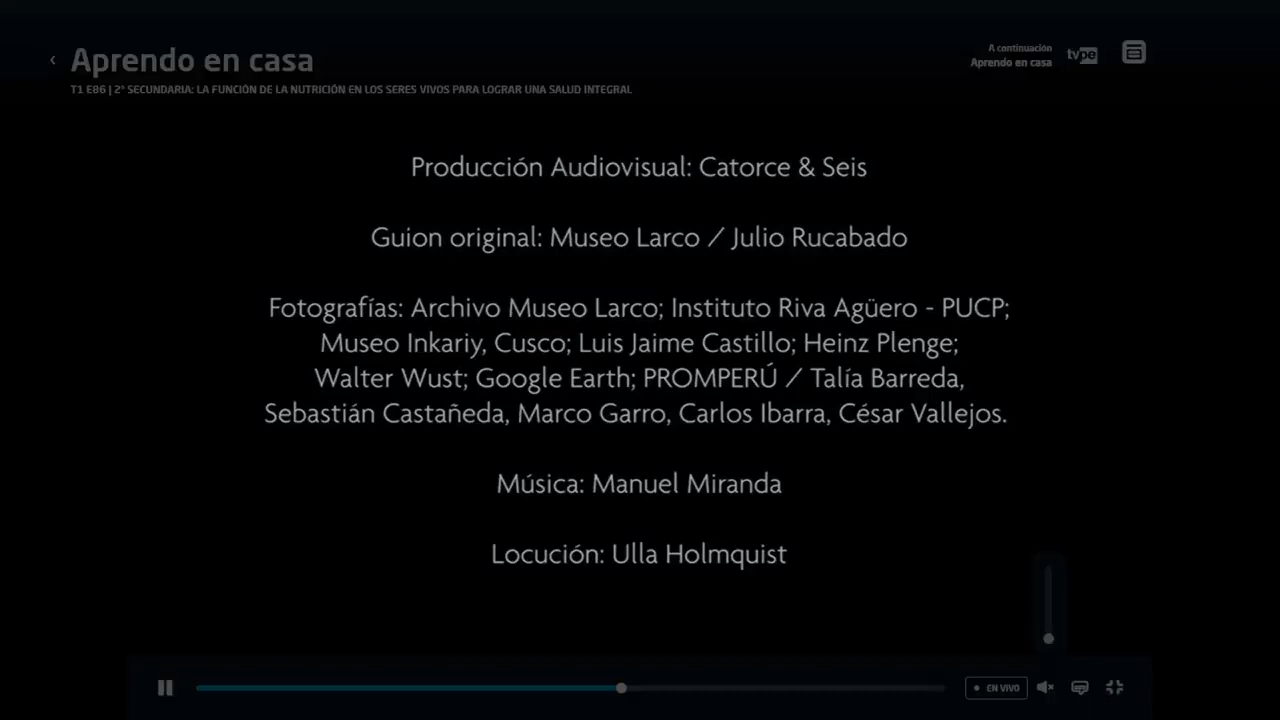 Aprendo en casa
T1 E86 | 2° SECUNDARIA: LA FUNCIÓN DE LA NUTRICIÓN EN LOS SERES VIVOS PARA LOGRAR UNA SALUD INTEGRAL
A continuación
Aprendo en casa
tvpe
Producción Audiovisual: Catorce & Seis
Guion original: Museo Larco / Julio Rucabado
Fotografías: Archivo Museo Larco; Instituto Riva Agüero - PUCP;
Museo Inkariy, Cusco; Luis Jaime Castillo; Heinz Plenge;
Walter Wust; Google Earth; PROMPERÚ / Talía Barreda,
Sebastián Castañeda, Marco Garro, Carlos Ibarra, César Vallejos.
Música: Manuel Miranda
Locución: Ulla Holmquist
EN VIVO